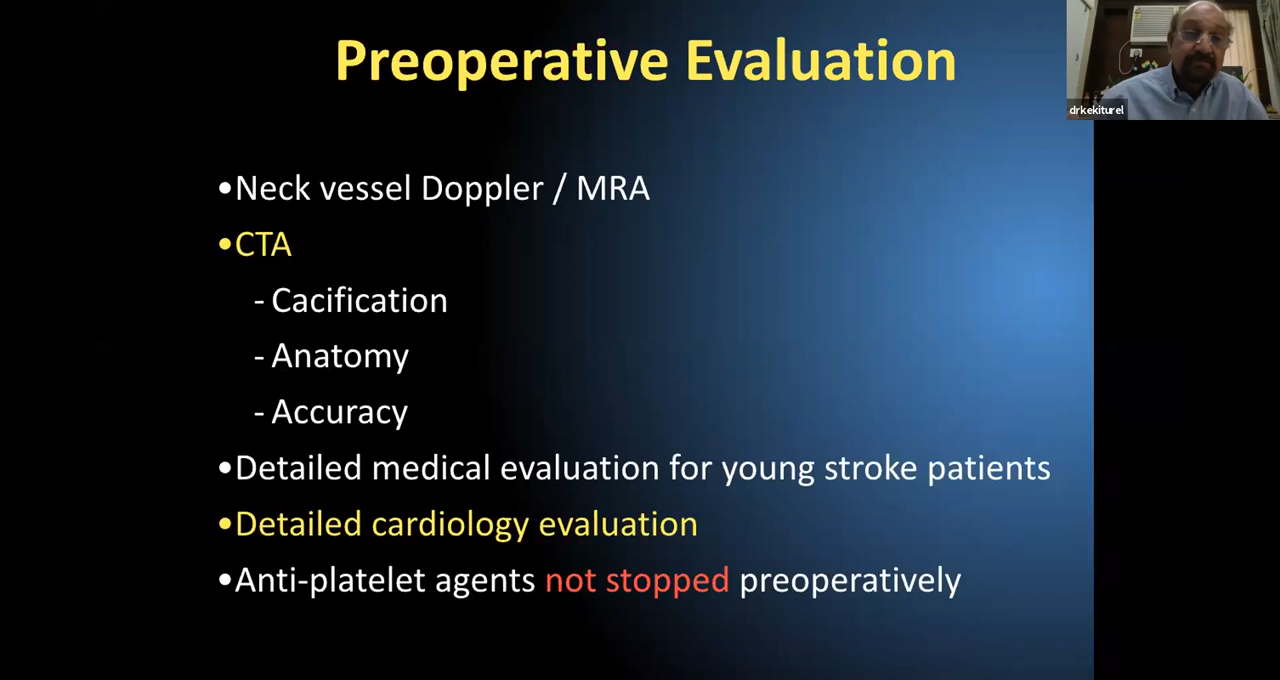 Preoperative Evaluation
drkekiturel
•Neck vessel Doppler / MRA
•CTA
- Cacification
- Anatomy
- Accuracy
•Detailed medical evaluation for young stroke patients
•Detailed cardiology evaluation
•Anti-platelet agents not stopped preoperatively